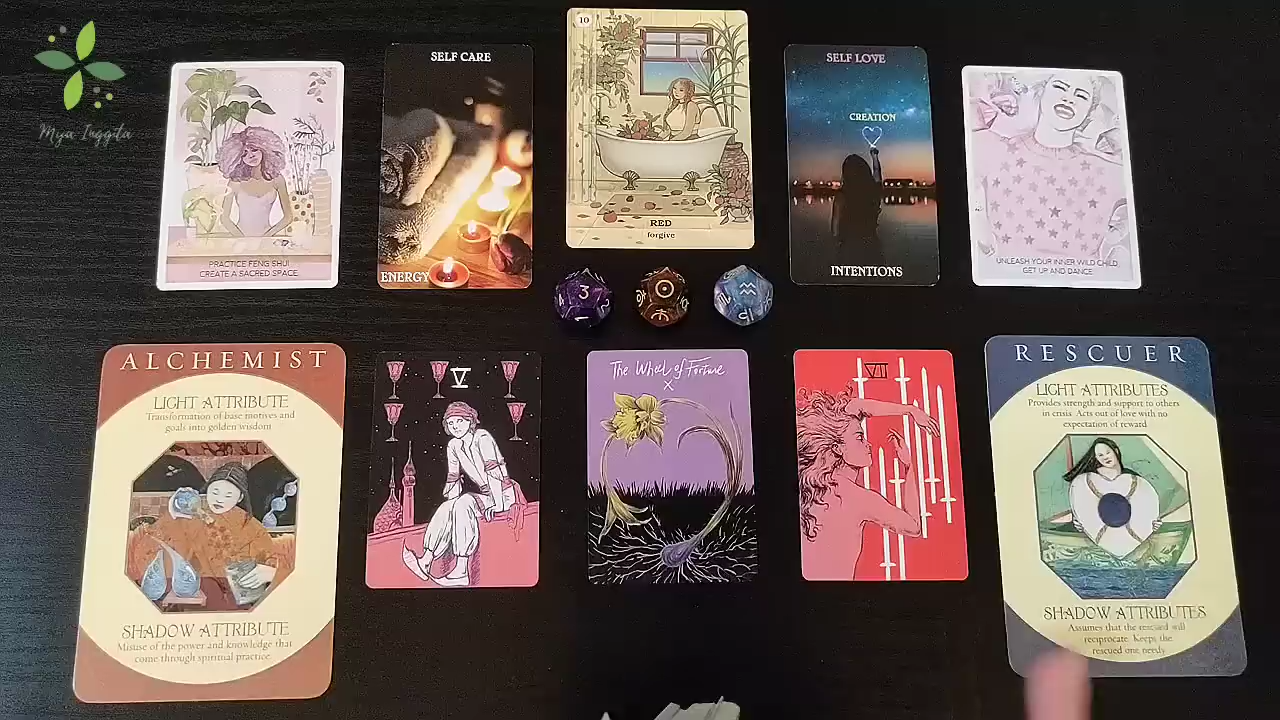 Mya Inggita
PRACTICE FENG SHUI
CREATE A SACRED SPACE
SELF CARE
ENERGY
10
RED
forgive
SELF LOVE
CREATION
INTENTIONS
UNLEASH YOUR INNER WILD CHILD
GET UP AND DANCE
3
ALCHEMIST
LIGHT ATTRIBUTE
Transformation of base motives and
goals into golden wisdom
SHADOW ATTRIBUTE
Misuse of the power and knowledge that
come through spiritual practice.
V
The Wheel of Fortune
X
VII
RESCUER
LIGHT ATTRIBUTES
Provides strength and support to others
in crisis. Acts out of love with no
expectation of reward
SHADOW ATTRIBUTES
Assumes that the rescued will
reciprocate. Keeps the
rescued one needy.